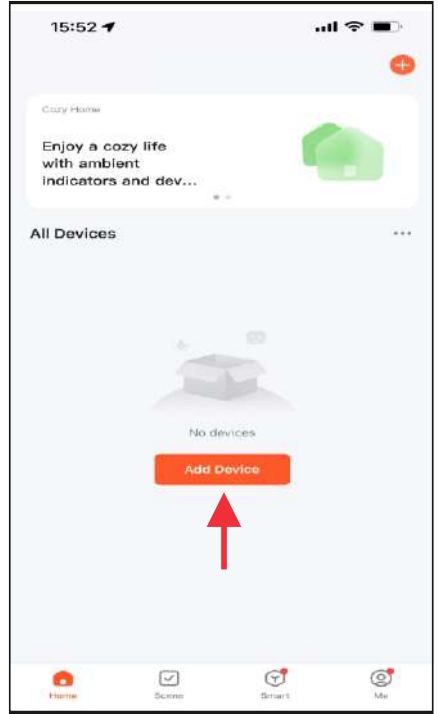 15:52
Cozy Home
Enjoy a cozy life
with ambient
indicators and dev...
All Devices
No devices
Add Device
Home
Scene
Smart
Me